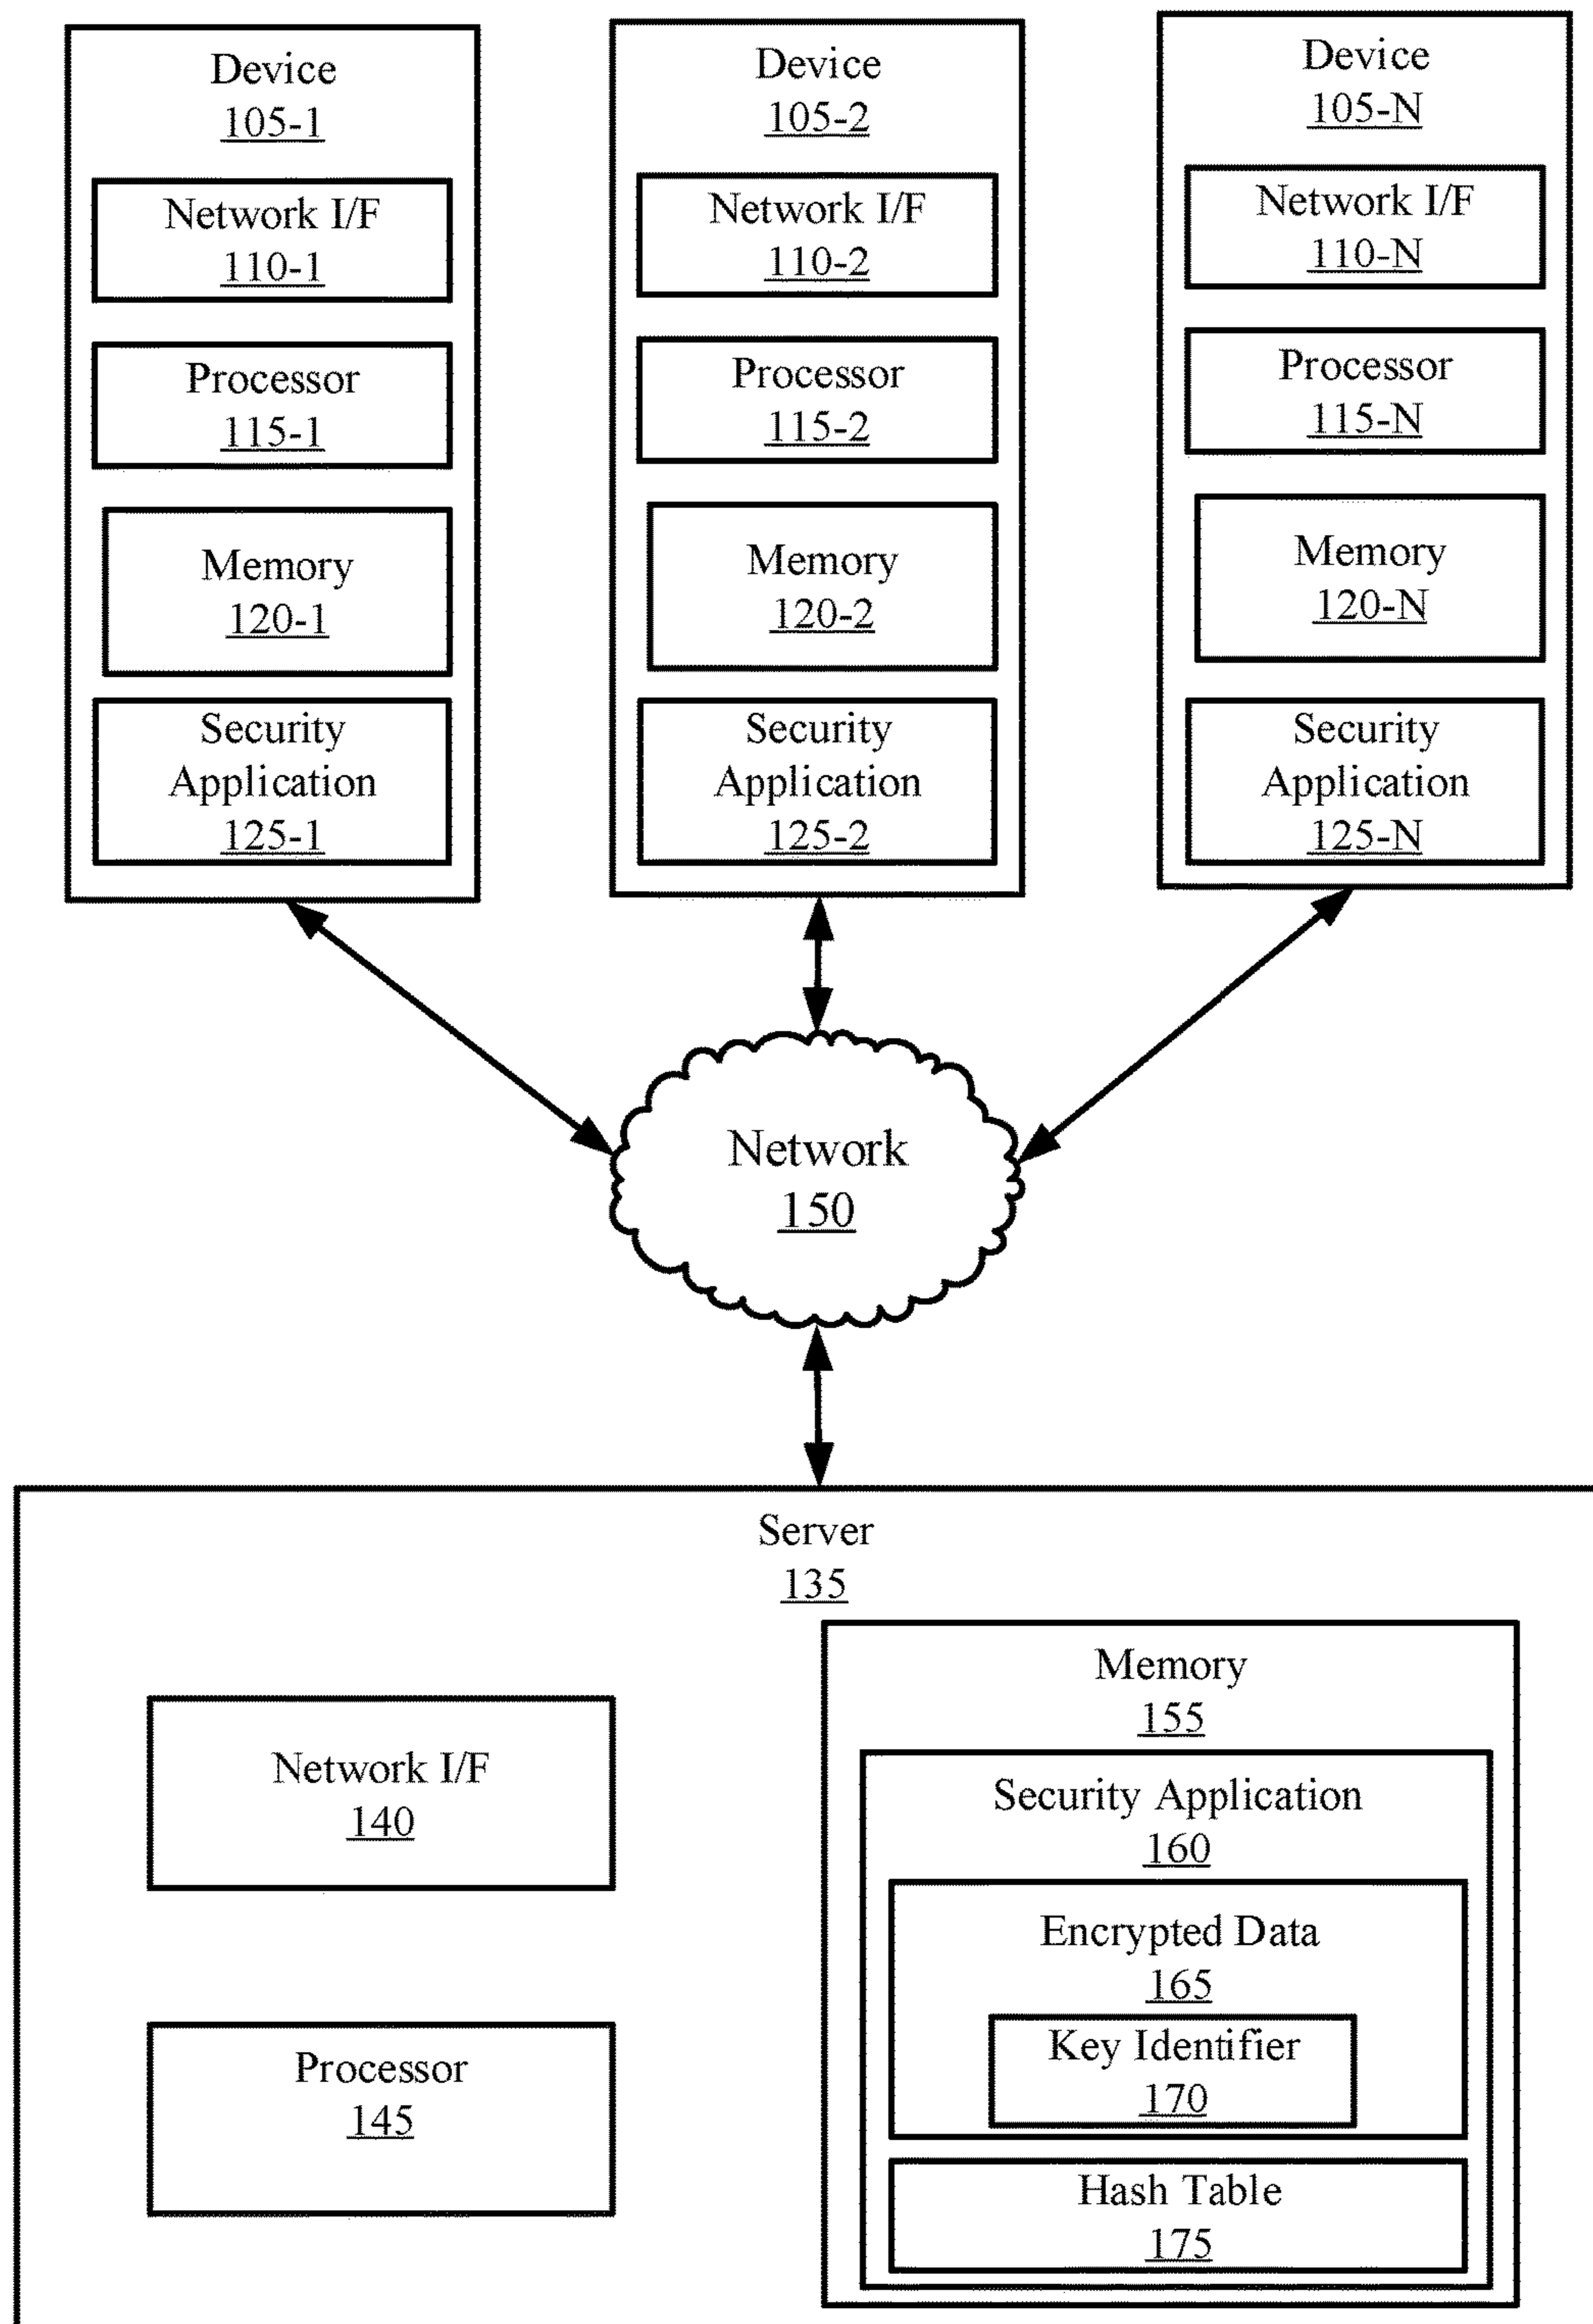 Device
105-1
Network I/F
110-1
Processor
115-1
Memory
120-1
Security
Application
125-1
Device
105-2
Network I/F
110-2
Processor
115-2
Memory
120-2
Security
Application
125-2
Device
105-N
Network I/F
110-N
Processor
115-N
Memory
120-N
Security
Application
125-N
Network
150
Server
135
Network I/F
140
Processor
145
Memory
155
Security Application
160
Encrypted Data
165
Key Identifier
170
Hash Table
175